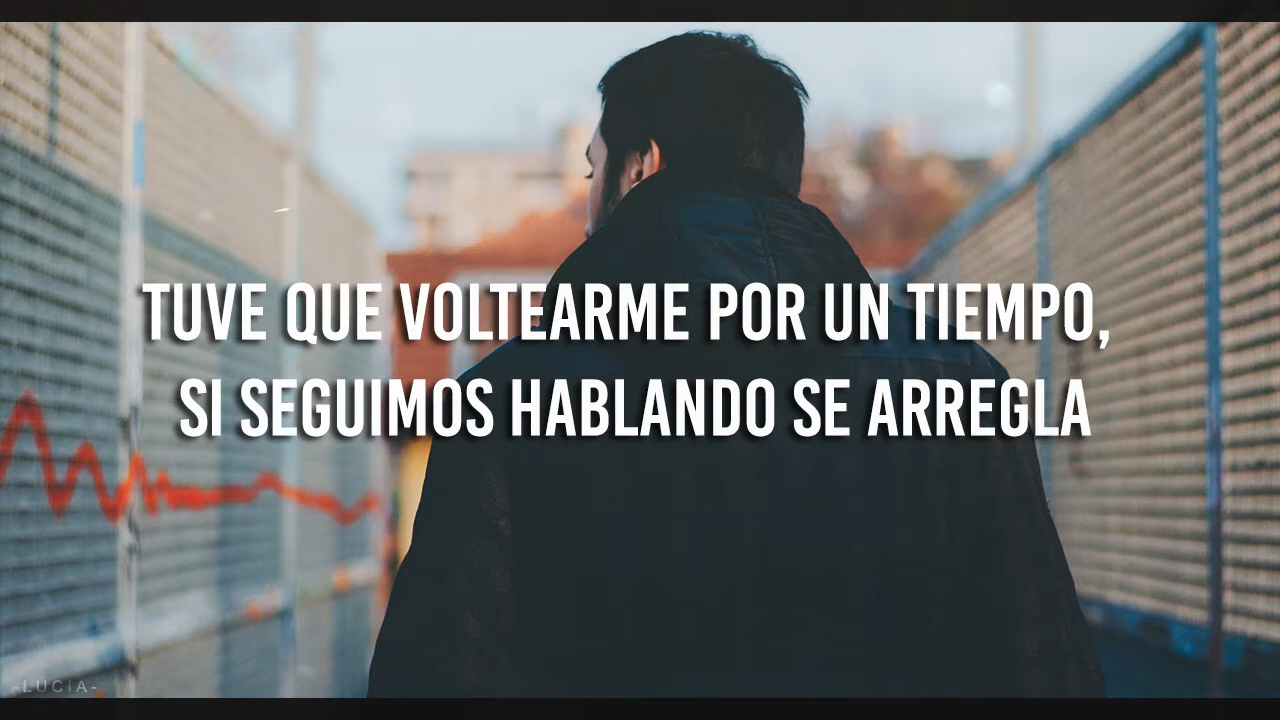 TUVE QUE VOLTEARME POR UN TIEMPO,
SI SEGUIMOS HABLANDO SE ARREGLA
-LUCIA-